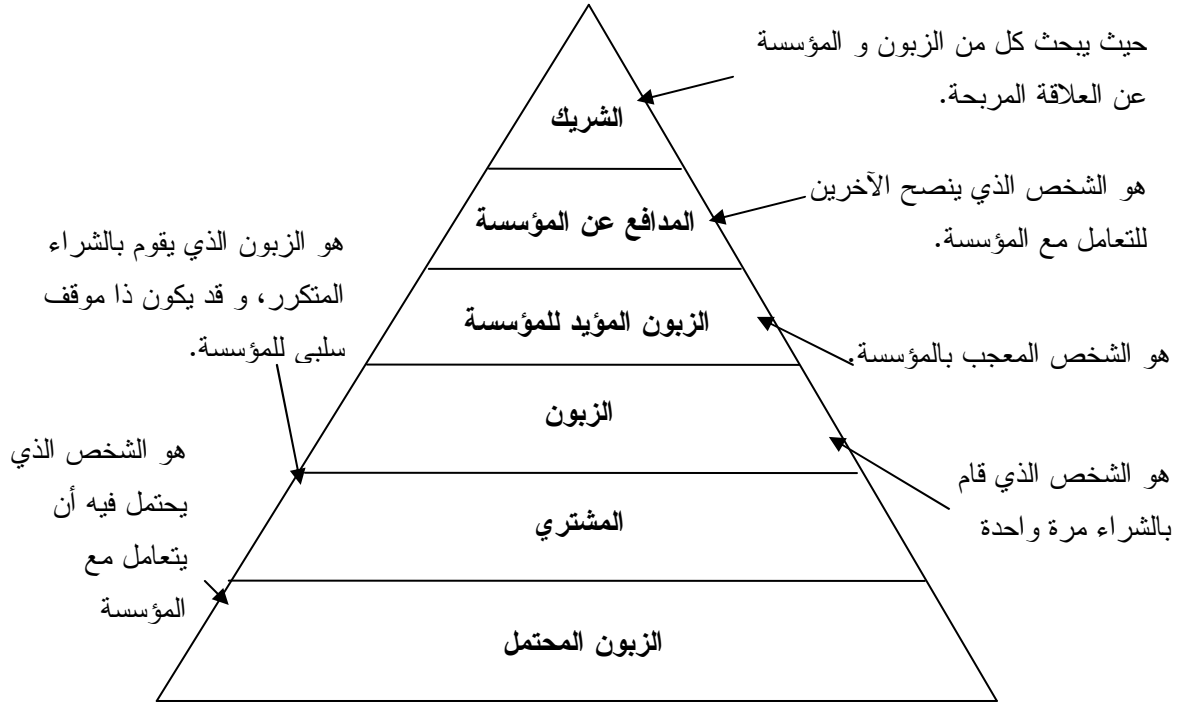 حيث يبحث كل من الزبون و المؤسسة
عن العلاقة المربحة.
الشريك
هو الشخص الذي ينصح الآخرين
للتعامل مع المؤسسة.
المدافع عن المؤسسة
هو الزبون الذي يقوم بالشراء
المتكرر، و قد يكون ذا موقف
سلبي للمؤسسة.
الزبون المؤيد للمؤسسة
هو الشخص المعجب بالمؤسسة.
الزبون
هو الشخص الذي قام
بالشراء مرة واحدة
هو الشخص الذي
يحتمل فيه أن
يتعامل مع
المؤسسة
المشتري
الزبون المحتمل